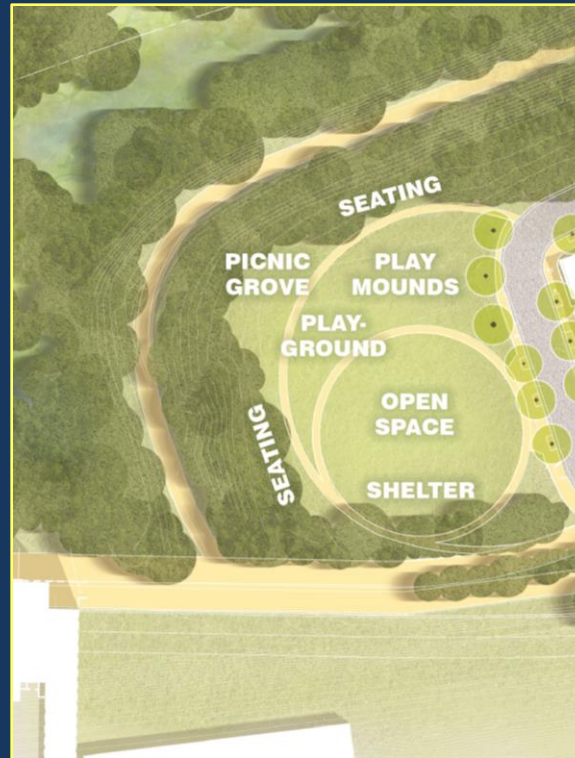 SEATING
PICNIC
GROVE
PLAY
MOUNDS
PLAY-
GROUND
OPEN
SPACE
SEATING
SHELTER